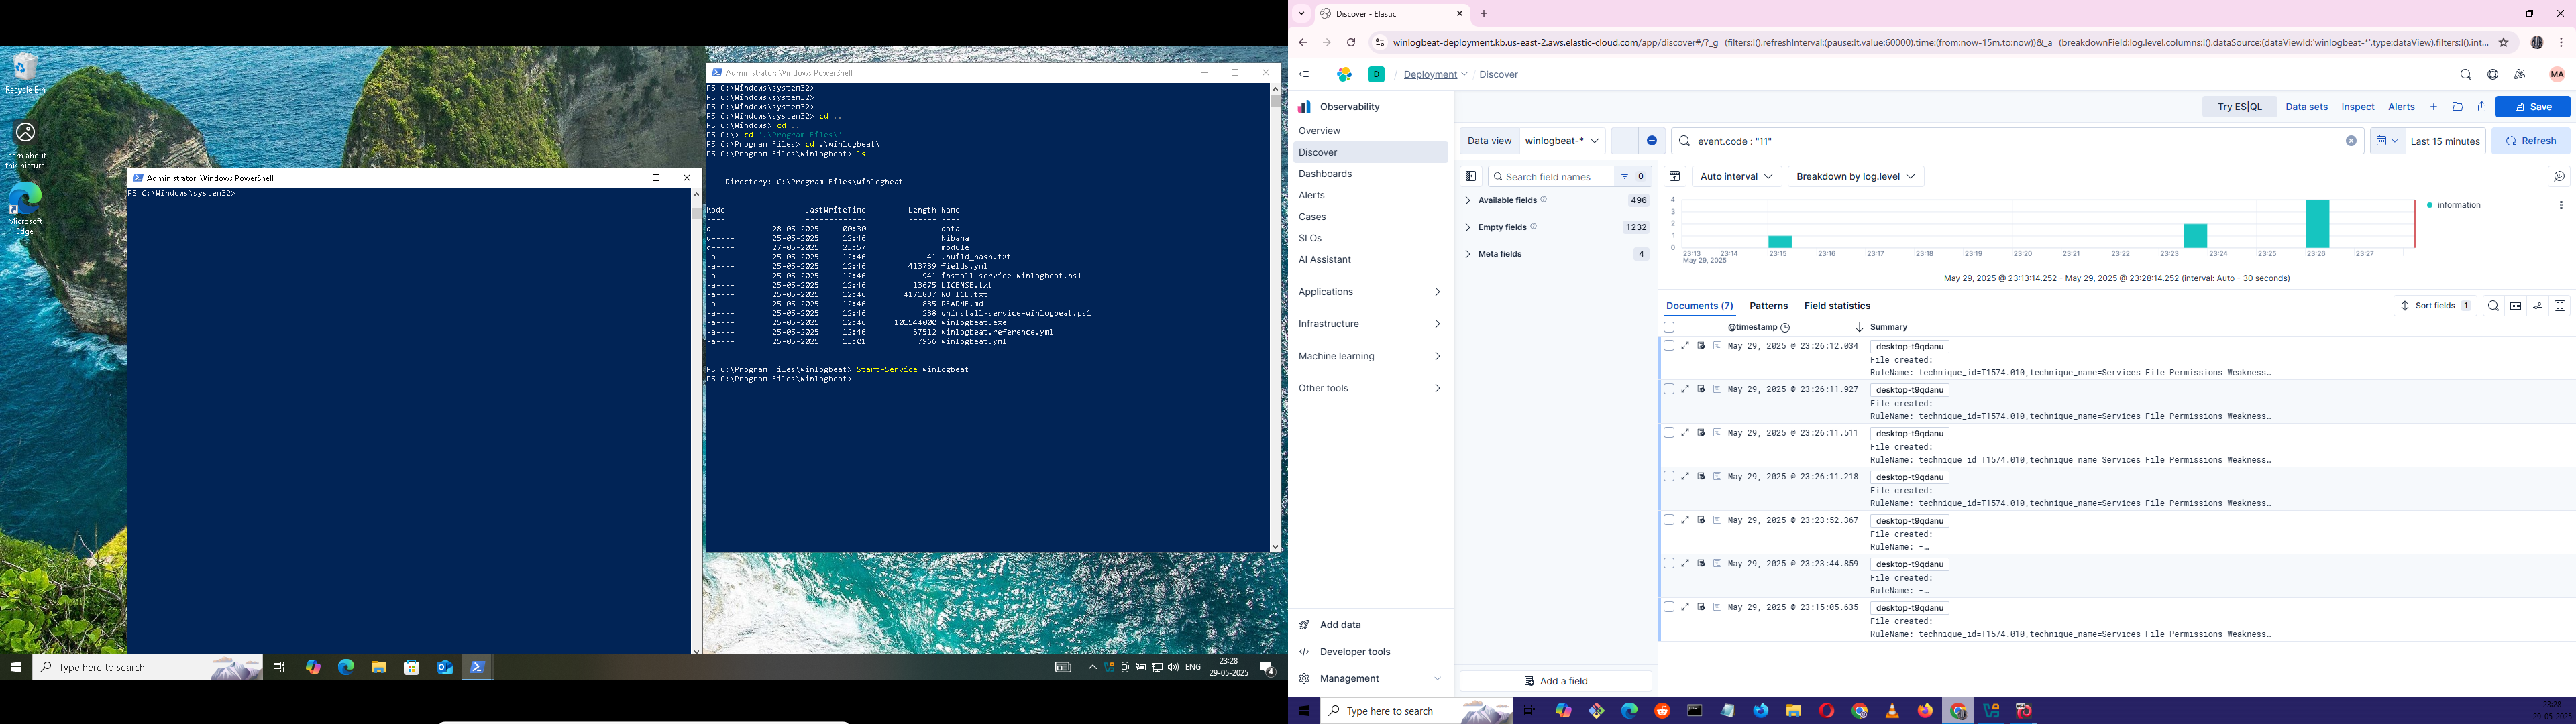 Recycle Bin
Learn about
this picture
Microsoft
Edge
Administrator: Windows PowerShell
PS C:\Windows\system32>
Administrator: Windows PowerShell
PS C:\Windows\system32>
PS C:\Windows\system32>
PS C:\Windows\system32>
PS C:\Windows\system32> cd ..
PS C:\Windows> cd ..
PS C:\> cd '.\Program Files\'
PS C:\Program Files> cd .\winlogbeat\
PS C:\Program Files\winlogbeat> ls
Directory: C:\Program Files\winlogbeat
Mode LastWriteTime Length Name
---- ------------- ------ ----
d----- 28-05-2025 00:30 data
d----- 25-05-2025 12:46 kibana
d----- 27-05-2025 23:57 module
-a---- 25-05-2025 12:46 41 .build_hash.txt
-a---- 25-05-2025 12:46 413739 fields.yml
-a---- 25-05-2025 12:46 941 install-service-winlogbeat.ps1
-a---- 25-05-2025 12:46 13675 LICENSE.txt
-a---- 25-05-2025 12:46 4171837 NOTICE.txt
-a---- 25-05-2025 12:46 835 README.md
-a---- 25-05-2025 12:46 238 uninstall-service-winlogbeat.ps1
-a---- 25-05-2025 12:46 101544000 winlogbeat.exe
-a---- 25-05-2025 12:46 67512 winlogbeat.reference.yml
-a---- 25-05-2025 13:01 7966 winlogbeat.yml
PS C:\Program Files\winlogbeat> Start-Service winlogbeat
PS C:\Program Files\winlogbeat>
Type here to search
ENG
23:28
29-05-2025
4
Discover - Elastic
winlogbeat-deployment.kb.us-east-2.aws.elastic-cloud.com/app/discover#/?_g=(filters:!(),refreshInterval:(pause:!t,value:60000),time:(from:now-15m,to:now))&_a=(breakdownField:log.level,columns:!(),dataSource:(dataViewId:'winlogbeat-*',type:dataView),filters:!(),int...
D / Deployment / Discover
MA
Observability
Overview
Discover
Dashboards
Alerts
Cases
SLOs
AI Assistant
Applications
Infrastructure
Machine learning
Other tools
Add data
Developer tools
Management
Try ES|QL Data sets Inspect Alerts Save
Data view winlogbeat-* event.code : "11" Last 15 minutes Refresh
Search field names 0
Available fields 496
Empty fields 1232
Meta fields 4
Add a field
Auto interval Breakdown by log.level
4
3
2
1
0
information
23:13 23:14 23:15 23:16 23:17 23:18 23:19 23:20 23:21 23:22 23:23 23:24 23:25 23:26 23:27
May 29, 2025
May 29, 2025 @ 23:13:14.252 - May 29, 2025 @ 23:28:14.252 (interval: Auto - 30 seconds)
Documents (7) Patterns Field statistics Sort fields 1
@timestamp Summary
May 29, 2025 @ 23:26:12.034 desktop-t9qdanu
File created:
RuleName: technique_id=T1574.010,technique_name=Services File Permissions Weakness…
May 29, 2025 @ 23:26:11.927 desktop-t9qdanu
File created:
RuleName: technique_id=T1574.010,technique_name=Services File Permissions Weakness…
May 29, 2025 @ 23:26:11.511 desktop-t9qdanu
File created:
RuleName: technique_id=T1574.010,technique_name=Services File Permissions Weakness…
May 29, 2025 @ 23:26:11.218 desktop-t9qdanu
File created:
RuleName: technique_id=T1574.010,technique_name=Services File Permissions Weakness…
May 29, 2025 @ 23:23:52.367 desktop-t9qdanu
File created:
RuleName: -…
May 29, 2025 @ 23:23:44.859 desktop-t9qdanu
File created:
RuleName: -…
May 29, 2025 @ 23:15:05.635 desktop-t9qdanu
File created:
RuleName: technique_id=T1574.010,technique_name=Services File Permissions Weakness…
Type here to search
23:28
29-05-2025